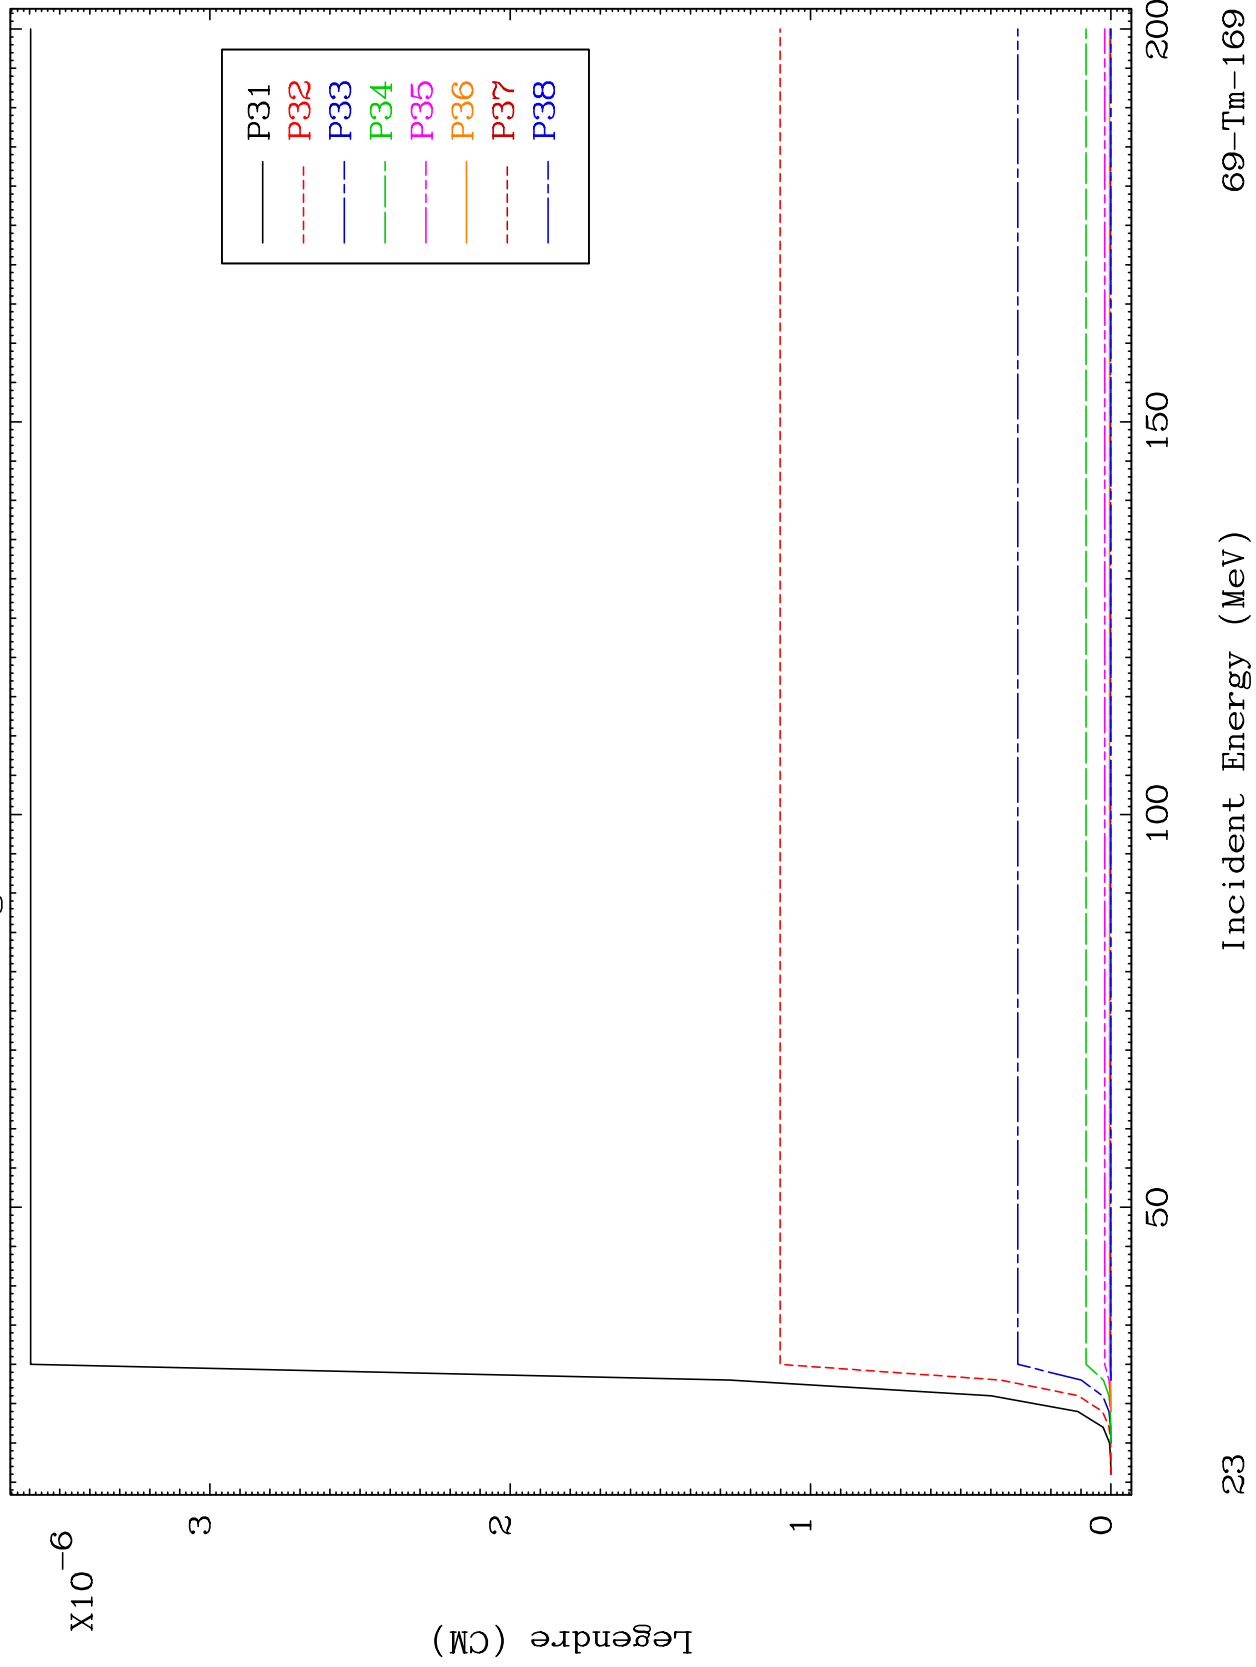 X10-6
3
2
1
0
Legendre (CM)
P31
P32
P33
P34
P35
P36
P37
P38
50
100
150
200
23
Incident Energy (MeV)
69-Tm-169